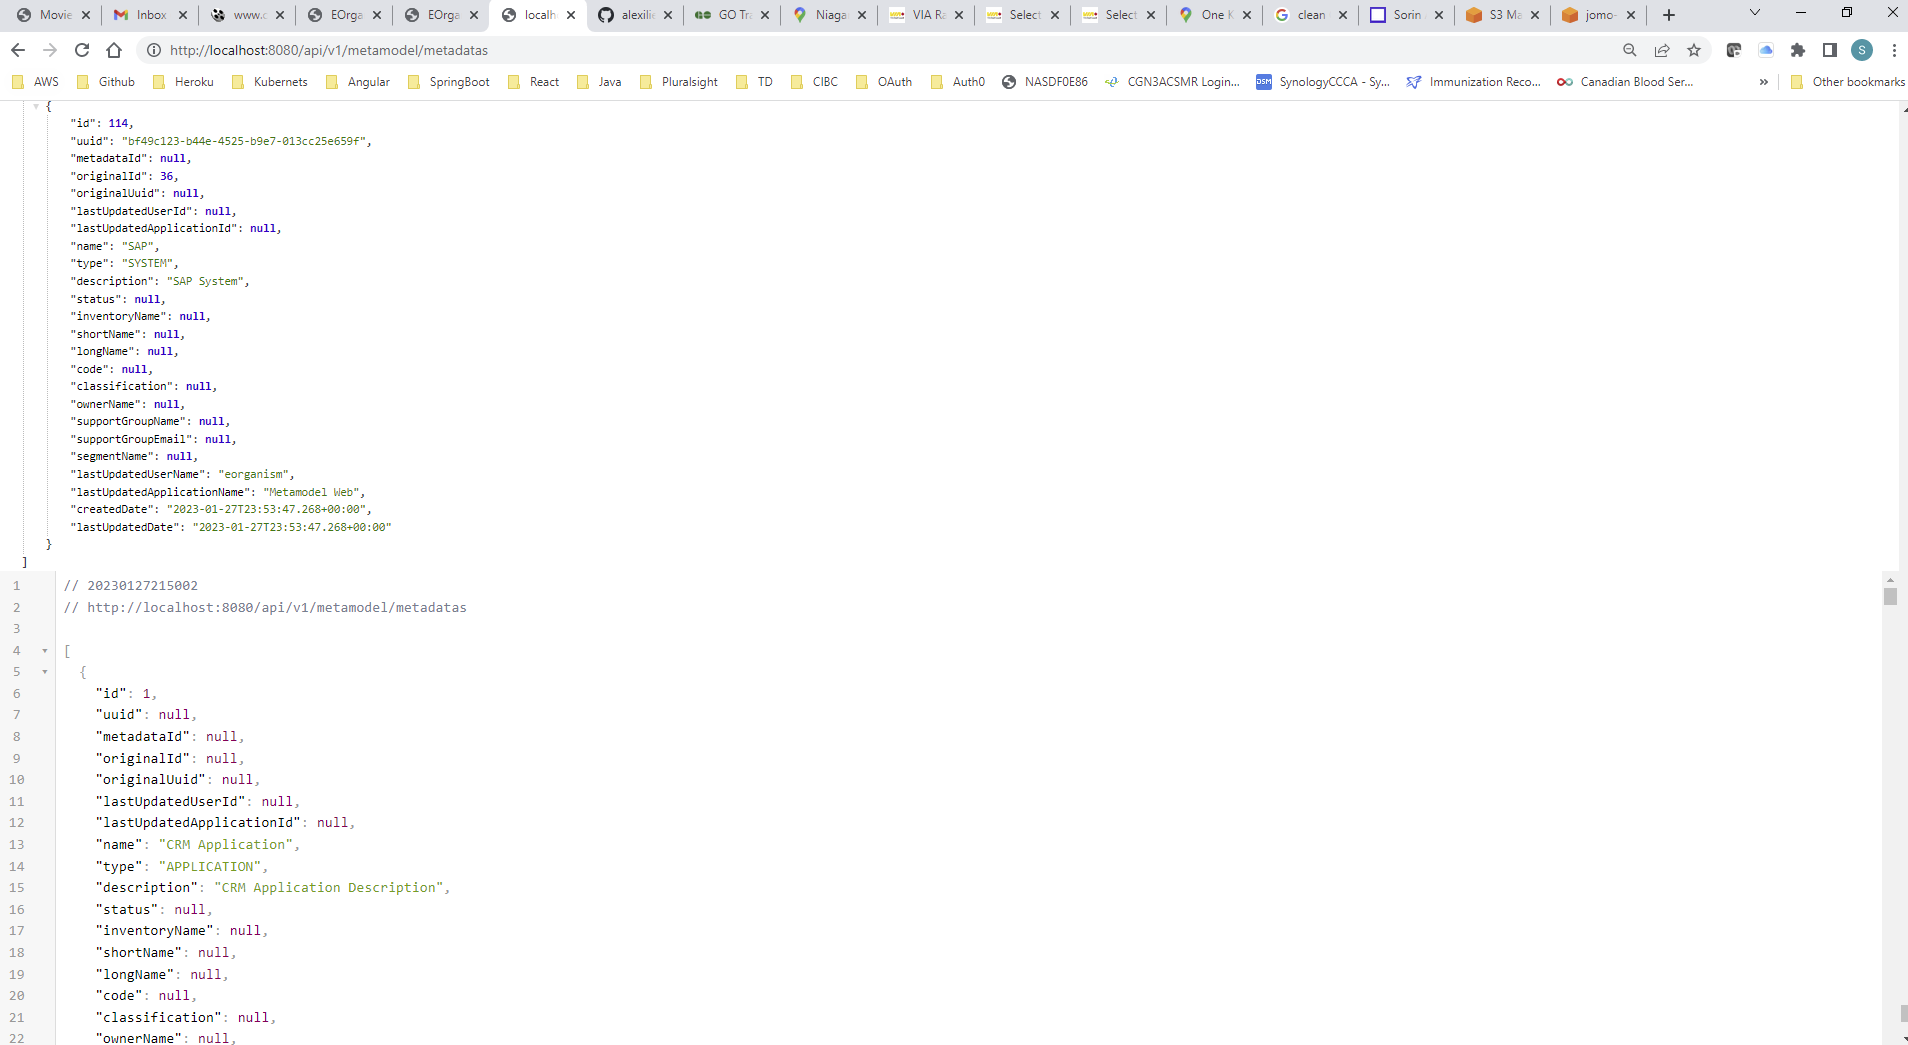 Movie Inbox www.c EOrga EOrga localh alexili GO Tra Niaga VIA Ra Select Select One K clean Sorin S3 Ma jomo-
http://localhost:8080/api/v1/metamodel/metadatas S
AWS Github Heroku Kubernets Angular SpringBoot React Java Pluralsight TD CIBC OAuth Auth0 NASDF0E86 CGN3ACSMR Login... DSM SynologyCCCA - Sy... Immunization Reco... Canadian Blood Ser... » Other bookmarks
{
"id": 114,
"uuid": "bf49c123-b44e-4525-b9e7-013cc25e659f",
"metadataId": null,
"originalId": 36,
"originalUuid": null,
"lastUpdatedUserId": null,
"lastUpdatedApplicationId": null,
"name": "SAP",
"type": "SYSTEM",
"description": "SAP System",
"status": null,
"inventoryName": null,
"shortName": null,
"longName": null,
"code": null,
"classification": null,
"ownerName": null,
"supportGroupName": null,
"supportGroupEmail": null,
"segmentName": null,
"lastUpdatedUserName": "eorganism",
"lastUpdatedApplicationName": "Metamodel Web",
"createdDate": "2023-01-27T23:53:47.268+00:00",
"lastUpdatedDate": "2023-01-27T23:53:47.268+00:00"
}
]
1 // 20230127215002
2 // http://localhost:8080/api/v1/metamodel/metadatas
3
4 [
5 {
6 "id": 1,
7 "uuid": null,
8 "metadataId": null,
9 "originalId": null,
10 "originalUuid": null,
11 "lastUpdatedUserId": null,
12 "lastUpdatedApplicationId": null,
13 "name": "CRM Application",
14 "type": "APPLICATION",
15 "description": "CRM Application Description",
16 "status": null,
17 "inventoryName": null,
18 "shortName": null,
19 "longName": null,
20 "code": null,
21 "classification": null,
22 "ownerName": null,